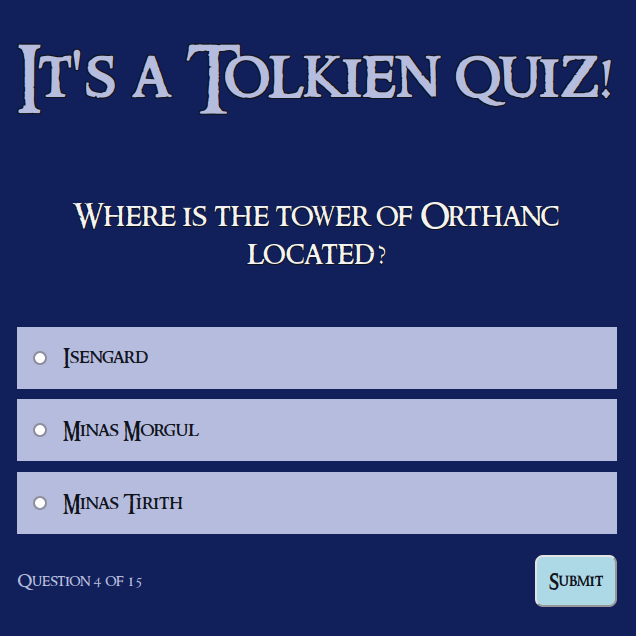 It's a Tolkien quiz!
Where is the tower of Orthanc
located?
Isengard
Minas Morgul
Minas Tirith
Question 4 of 15
Submit